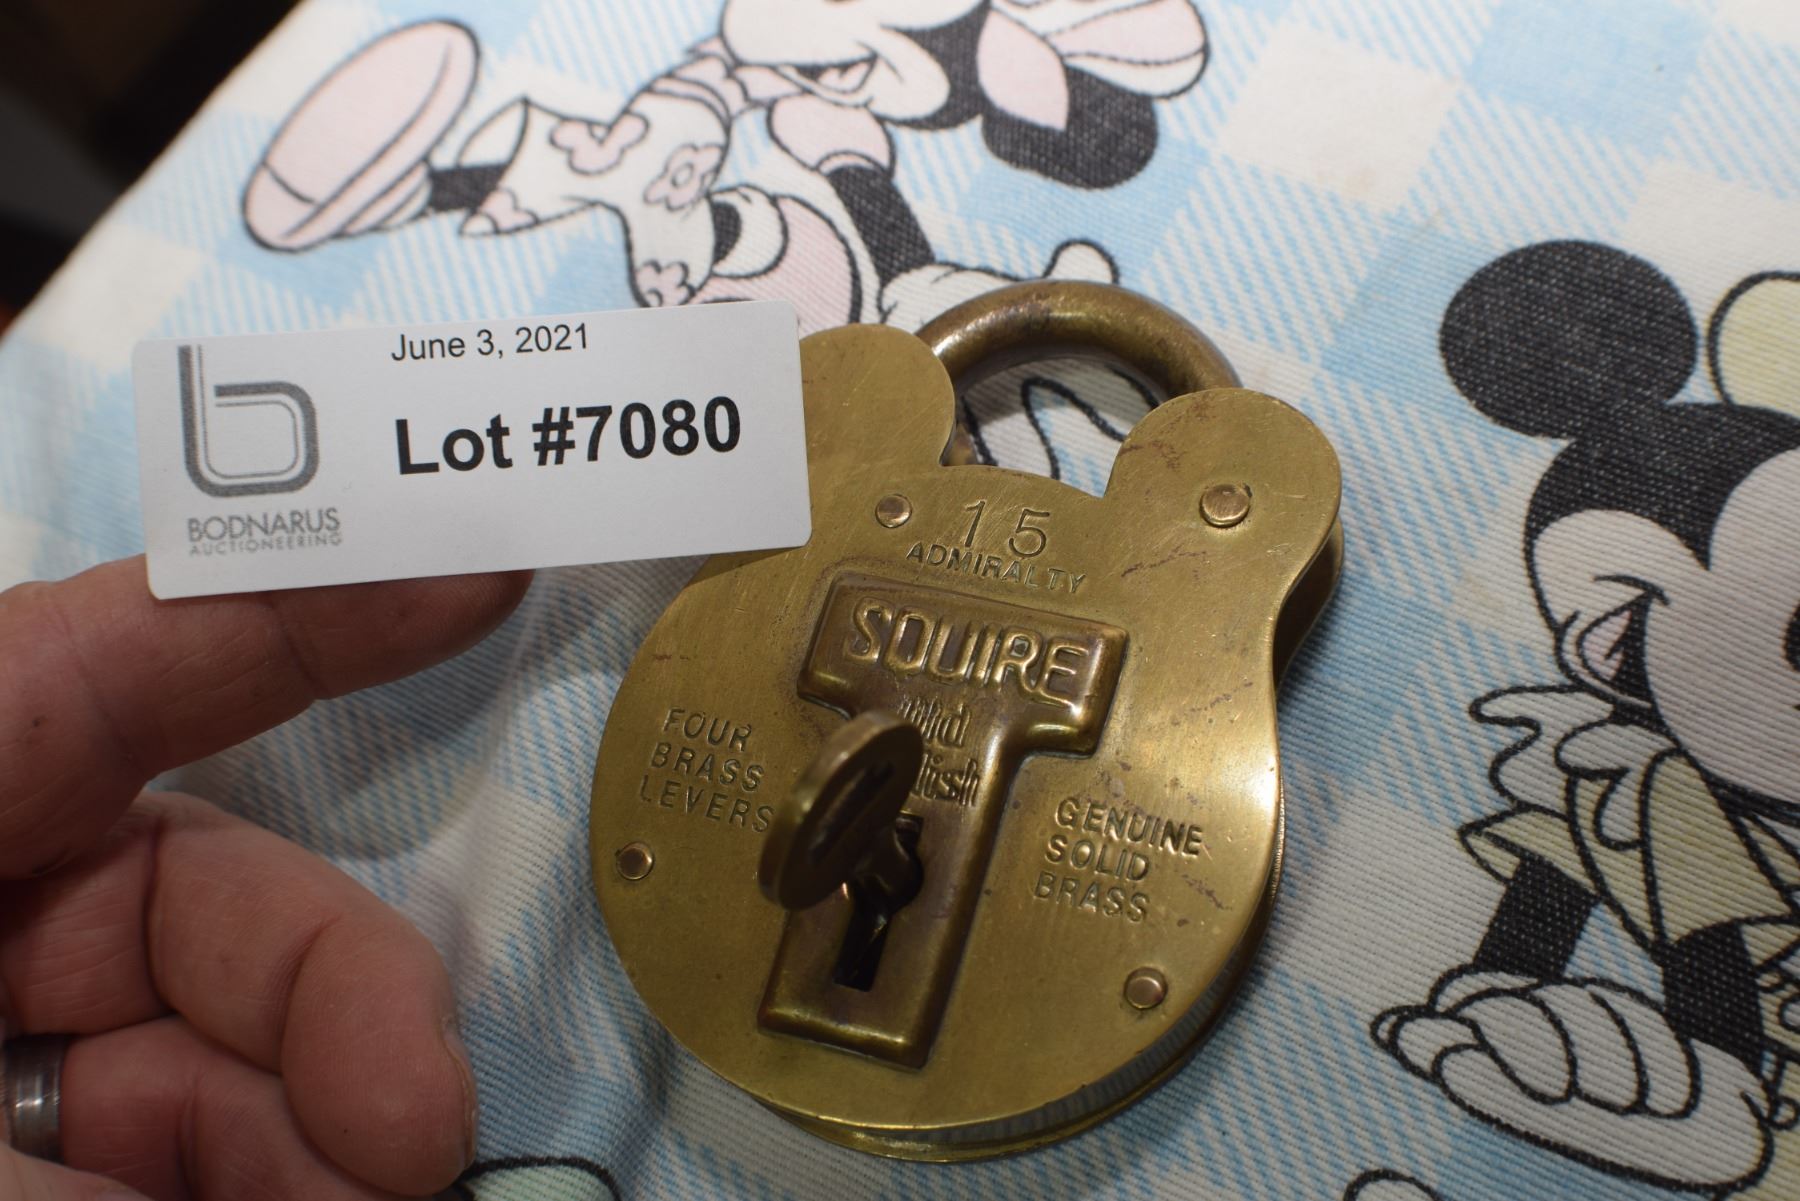 June 3, 2021
Lot #7080
BODNARUS
AUCTIONEERING
15
ADMIRALTY
SQUIRE
FOUR
BRASS
LEVERS
GENUINE
SOLID
BRASS